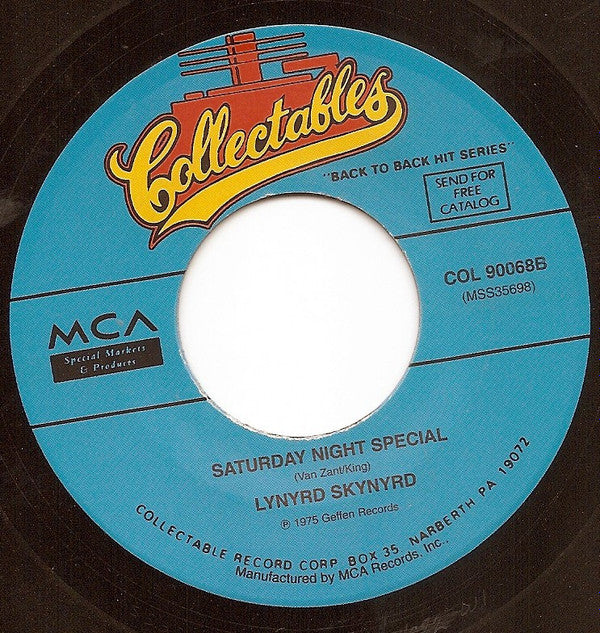 Collectables
"BACK TO BACK HIT SERIES"
SEND FOR
FREE
CATALOG
COL 90068B
(MSS35698)
MCA
Special Markets
& Products
SATURDAY NIGHT SPECIAL
(Van Zant/King)
LYNYRD SKYNYRD
℗ 1975 Geffen Records
COLLECTABLE RECORD CORP BOX 35, NARBERTH PA 19072
Manufactured by MCA Records, Inc.,